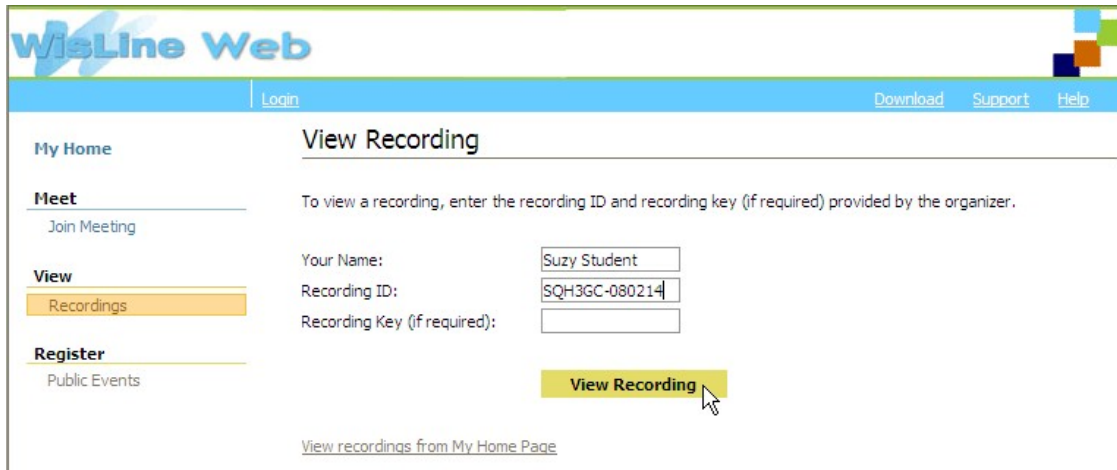 WisLine Web
Login Download Support Help
My Home
View Recording
Meet
Join Meeting
To view a recording, enter the recording ID and recording key (if required) provided by the organizer.
View
Recordings
Your Name: Suzy Student
Recording ID: SQH3GC-080214
Recording Key (if required):
Register
Public Events
View Recording
View recordings from My Home Page